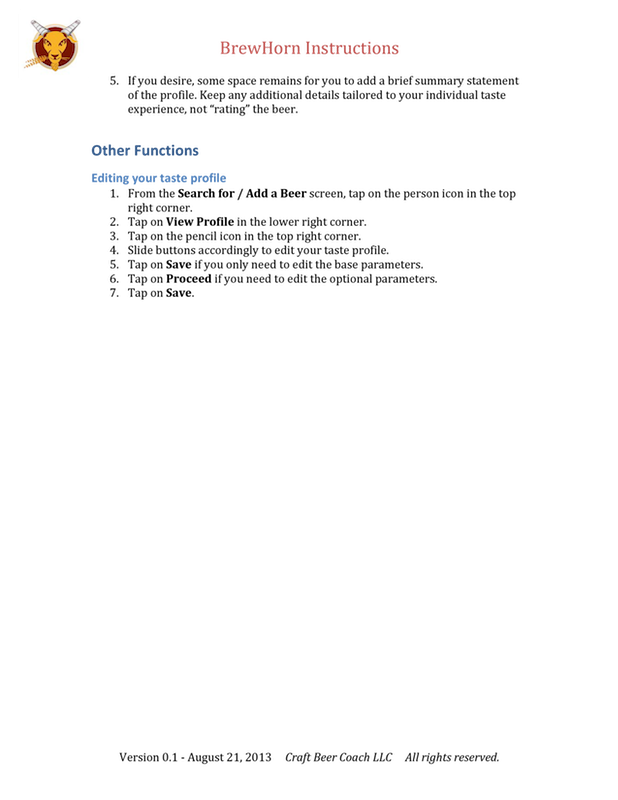 BrewHorn Instructions
5. If you desire, some space remains for you to add a brief summary statement
of the profile. Keep any additional details tailored to your individual taste
experience, not “rating” the beer.
Other Functions
Editing your taste profile
1. From the Search for / Add a Beer screen, tap on the person icon in the top
right corner.
2. Tap on View Profile in the lower right corner.
3. Tap on the pencil icon in the top right corner.
4. Slide buttons accordingly to edit your taste profile.
5. Tap on Save if you only need to edit the base parameters.
6. Tap on Proceed if you need to edit the optional parameters.
7. Tap on Save.
Version 0.1 - August 21, 2013 Craft Beer Coach LLC All rights reserved.